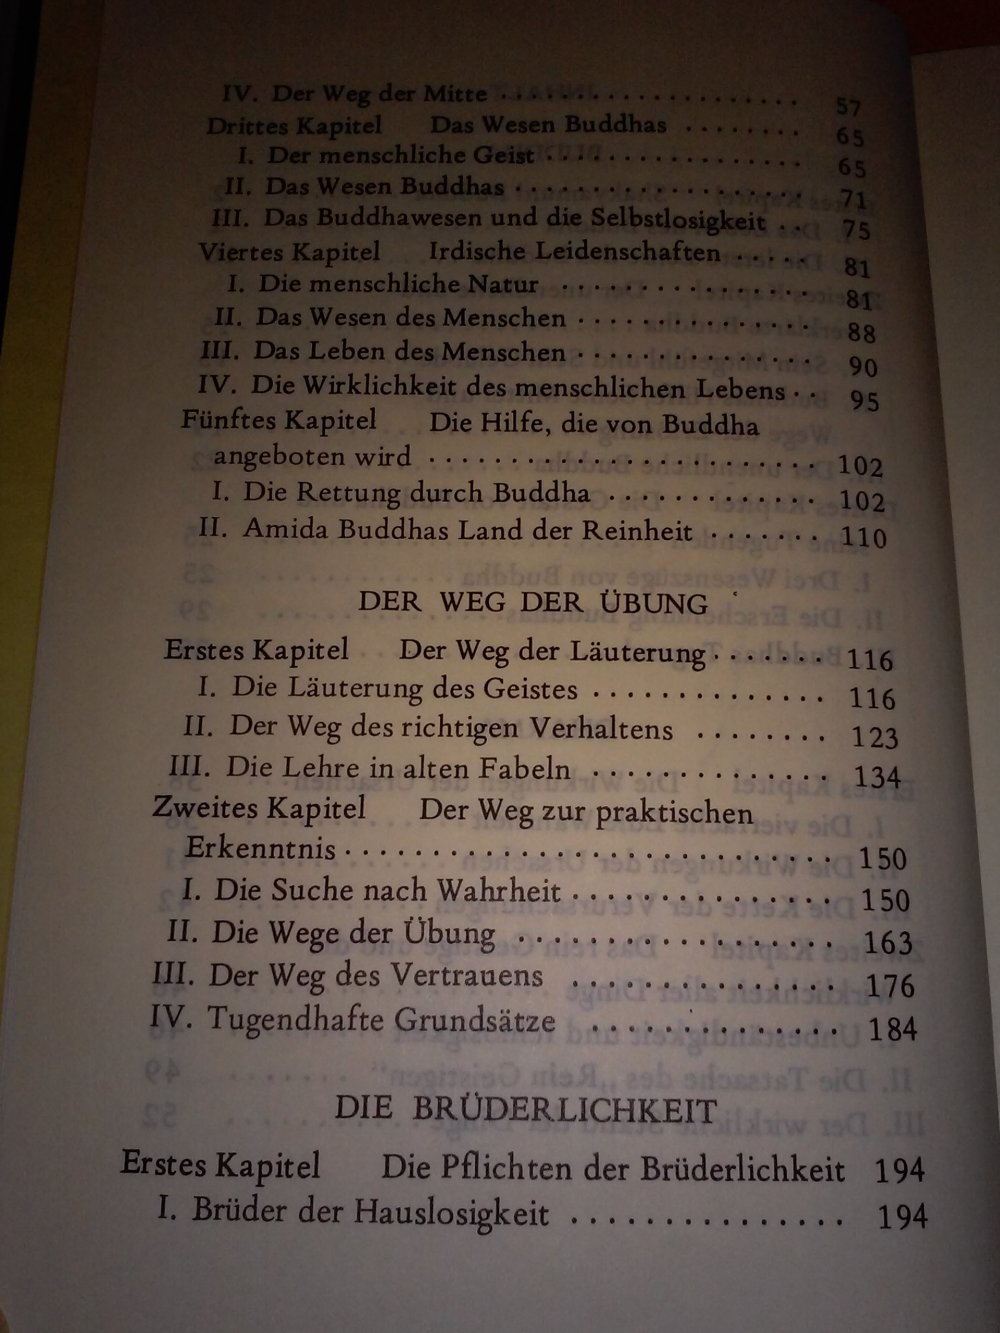 IV. Der Weg der Mitte . . . . . . . . . . . . . . . . . . . . 57
Drittes Kapitel Das Wesen Buddhas . . . . . . . . 65
I. Der menschliche Geist . . . . . . . . . . . . . . . . . 65
II. Das Wesen Buddhas . . . . . . . . . . . . . . . . . . . 71
III. Das Buddhawesen und die Selbstlosigkeit . . 75
Viertes Kapitel Irdische Leidenschaften . . . . . 81
I. Die menschliche Natur . . . . . . . . . . . . . . . . 81
II. Das Wesen des Menschen . . . . . . . . . . . . . . . 88
III. Das Leben des Menschen . . . . . . . . . . . . . . . 90
IV. Die Wirklichkeit des menschlichen Lebens . . 95
Fünftes Kapitel Die Hilfe, die von Buddha
angeboten wird . . . . . . . . . . . . . . . . . . . . . . . . 102
I. Die Rettung durch Buddha . . . . . . . . . . . . . 102
II. Amida Buddhas Land der Reinheit . . . . . . . 110
DER WEG DER ÜBUNG
Erstes Kapitel Der Weg der Läuterung . . . . . . . 116
I. Die Läuterung des Geistes . . . . . . . . . . . . . . 116
II. Der Weg des richtigen Verhaltens . . . . . . . . 123
III. Die Lehre in alten Fabeln . . . . . . . . . . . . . . 134
Zweites Kapitel Der Weg zur praktischen
Erkenntnis . . . . . . . . . . . . . . . . . . . . . . . . . . . . 150
I. Die Suche nach Wahrheit . . . . . . . . . . . . . . . 150
II. Die Wege der Übung . . . . . . . . . . . . . . . . . . 163
III. Der Weg des Vertrauens . . . . . . . . . . . . . . . 176
IV. Tugendhafte Grundsätze . . . . . . . . . . . . . . 184
DIE BRÜDERLICHKEIT
Erstes Kapitel Die Pflichten der Brüderlichkeit 194
I. Brüder der Hauslosigkeit . . . . . . . . . . . . . . . 194